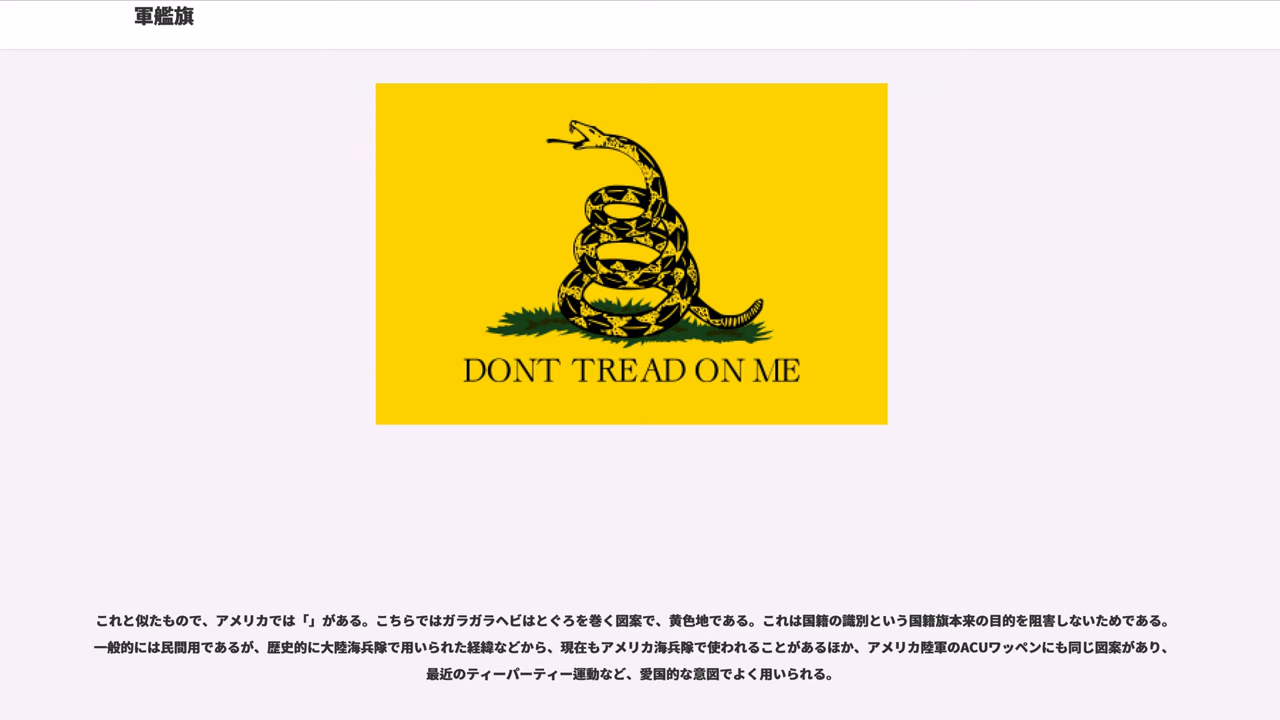 軍艦旗
DONT TREAD ON ME
これと似たもので、アメリカでは「」がある。こちらではガラガラヘビはとぐろを巻く図案で、黄色地である。これは国籍の識別という国籍旗本来の目的を阻害しないためである。
一般的には民間用であるが、歴史的に大陸海兵隊で用いられた経緯などから、現在もアメリカ海兵隊で使われることがあるほか、アメリカ陸軍のACUワッペンにも同じ図案があり、
最近のティーパーティー運動など、愛国的な意図でよく用いられる。